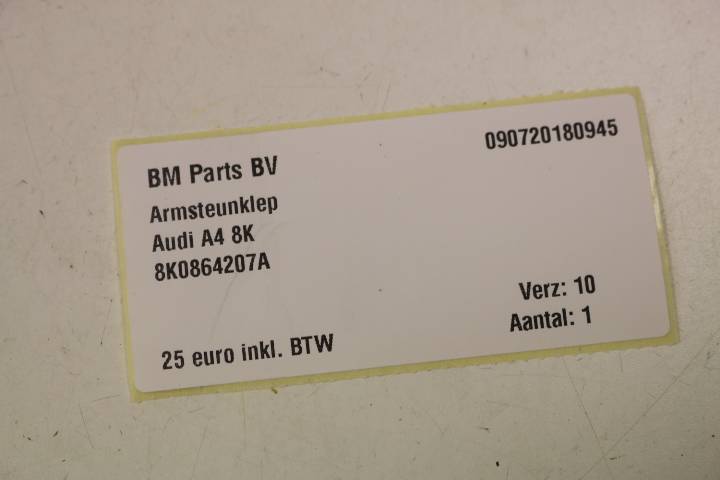 BM Parts BV
090720180945
Armsteunklep
Audi A4 8K
8K0864207A
Verz: 10
Aantal: 1
25 euro inkl. BTW